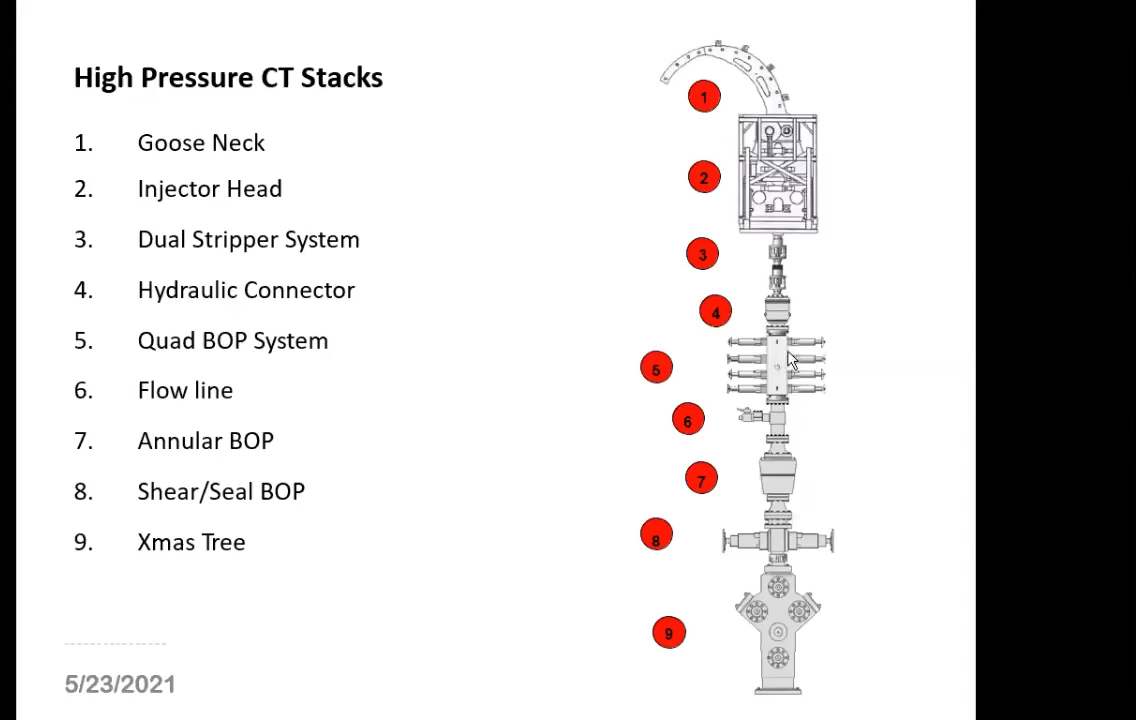 High Pressure CT Stacks
1. Goose Neck
2. Injector Head
3. Dual Stripper System
4. Hydraulic Connector
5. Quad BOP System
6. Flow line
7. Annular BOP
8. Shear/Seal BOP
9. Xmas Tree
5/23/2021
1
2
3
4
5
6
7
8
9